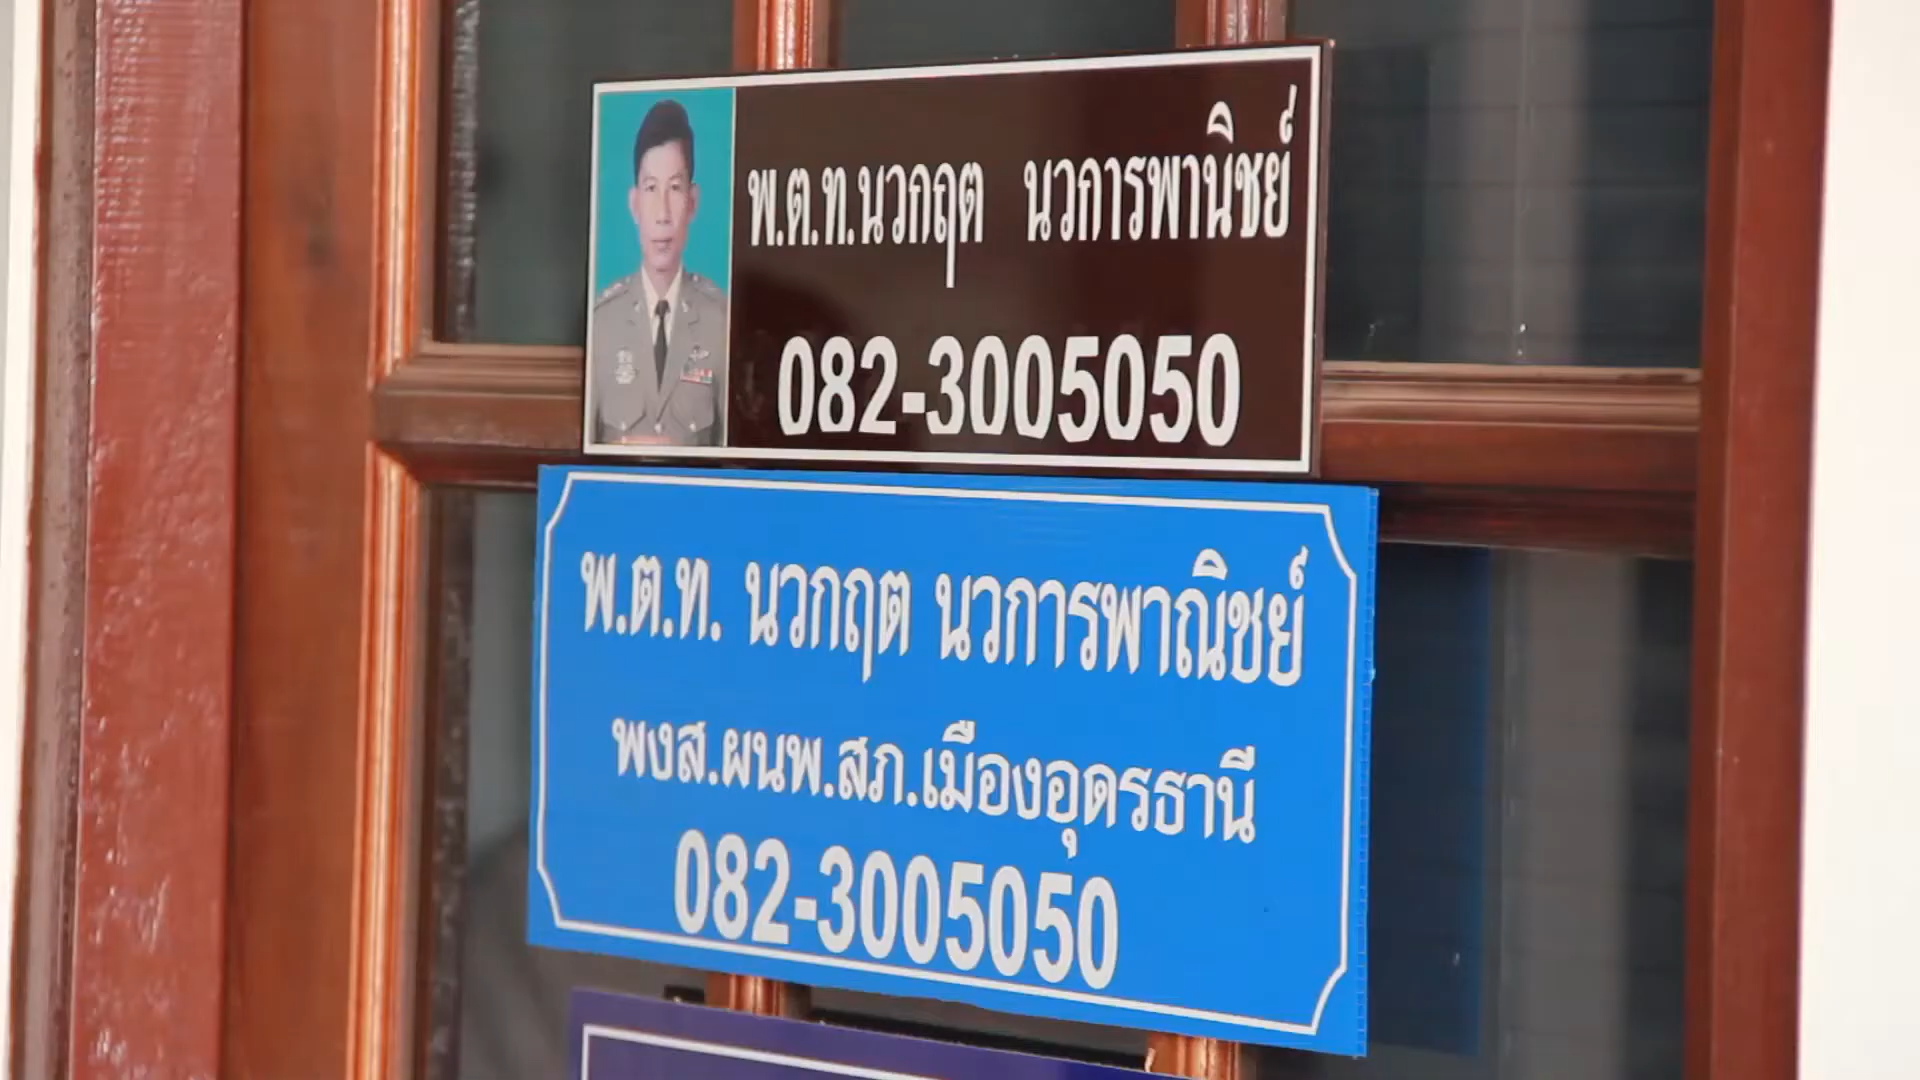 พ.ต.ท.นวกฤต นวการพานิชย์
082-3005050
พ.ต.ท. นวกฤต นวการพาณิชย์
พงส.ผนพ.สภ.เมืองอุดรธานี
082-3005050